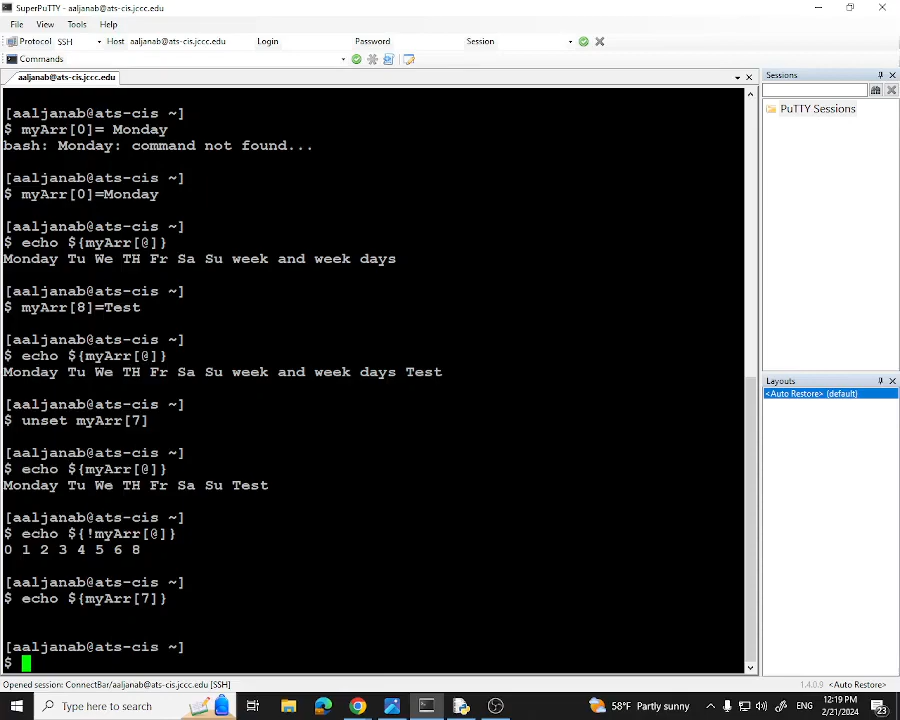 SuperPuTTY - aaljanab@ats-cis.jccc.edu
File View Tools Help
Protocol SSH Host aaljanab@ats-cis.jccc.edu Login Password Session
Commands
aaljanab@ats-cis.jccc.edu
[aaljanab@ats-cis ~]
$ myArr[0]= Monday
bash: Monday: command not found...
[aaljanab@ats-cis ~]
$ myArr[0]=Monday
[aaljanab@ats-cis ~]
$ echo ${myArr[@]}
Monday Tu We TH Fr Sa Su week and week days
[aaljanab@ats-cis ~]
$ myArr[8]=Test
[aaljanab@ats-cis ~]
$ echo ${myArr[@]}
Monday Tu We TH Fr Sa Su week and week days Test
[aaljanab@ats-cis ~]
$ unset myArr[7]
[aaljanab@ats-cis ~]
$ echo ${myArr[@]}
Monday Tu We TH Fr Sa Su Test
[aaljanab@ats-cis ~]
$ echo ${!myArr[@]}
0 1 2 3 4 5 6 8
[aaljanab@ats-cis ~]
$ echo ${myArr[7]}
[aaljanab@ats-cis ~]
$
Sessions
PuTTY Sessions
Layouts
<Auto Restore> (default)
Opened session: ConnectBar/aaljanab@ats-cis.jccc.edu [SSH]
1.4.0.9 <Auto Restore>
Type here to search
58°F Partly sunny
ENG
12:19 PM
2/21/2024
23